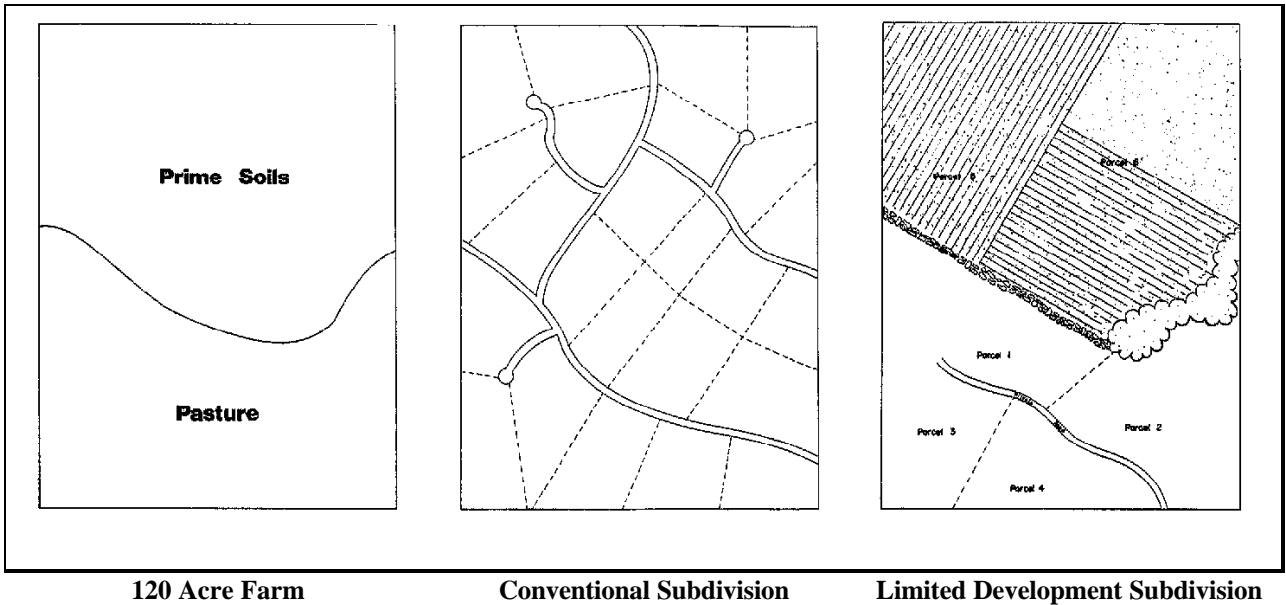 Prime Soils
Pasture
Parcel 5
Parcel 6
Parcel 1
Parcel 2
Parcel 3
Parcel 4
120 Acre Farm
Conventional Subdivision
Limited Development Subdivision